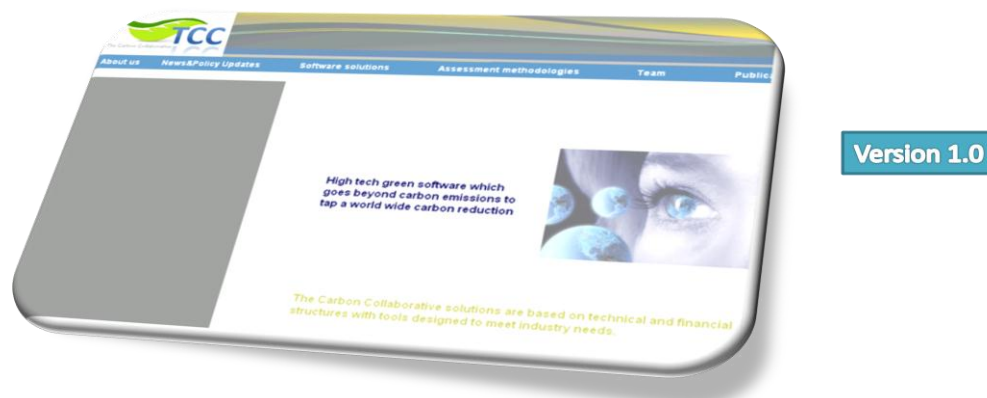 TCC
The Carbon Collaborative
About us News&Policy Updates Software solutions Assessment methodologies Team Public
Version 1.0
High tech green software which
goes beyond carbon emissions to
tap a world wide carbon reduction
The Carbon Collaborative solutions are based on technical and financial
structures with tools designed to meet industry needs.